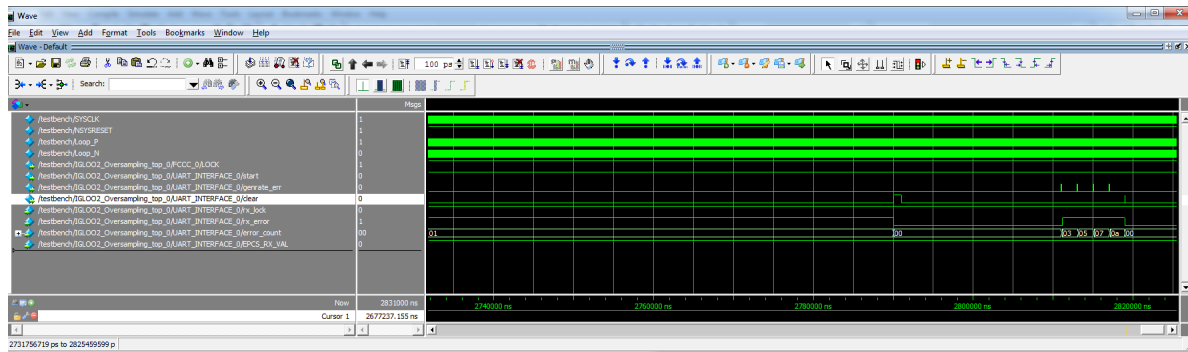 Wave
File Edit View Add Format Tools Bookmarks Window Help
Wave - Default
100 ps
Search:
Msgs
/testbench/SYSCLK 1
/testbench/NSYSRESET 1
/testbench/Loop_P 1
/testbench/Loop_N 0
/testbench/IGLOO2_Oversampling_top_0/FCCC_0/LOCK 1
/testbench/IGLOO2_Oversampling_top_0/UART_INTERFACE_0/start 0
/testbench/IGLOO2_Oversampling_top_0/UART_INTERFACE_0/genrate_err 0
/testbench/IGLOO2_Oversampling_top_0/UART_INTERFACE_0/clear 0
/testbench/IGLOO2_Oversampling_top_0/UART_INTERFACE_0/rx_lock 0
/testbench/IGLOO2_Oversampling_top_0/UART_INTERFACE_0/rx_error 1
/testbench/IGLOO2_Oversampling_top_0/UART_INTERFACE_0/error_count 00 01 00 03 05 07 0a 00
/testbench/IGLOO2_Oversampling_top_0/UART_INTERFACE_0/EPCS_RX_VAL 0
Now 2831000 ns 2740000 ns 2760000 ns 2780000 ns 2800000 ns 2820000 ns
Cursor 1 2677237.155 ns
2731756719 ps to 2825459599 p